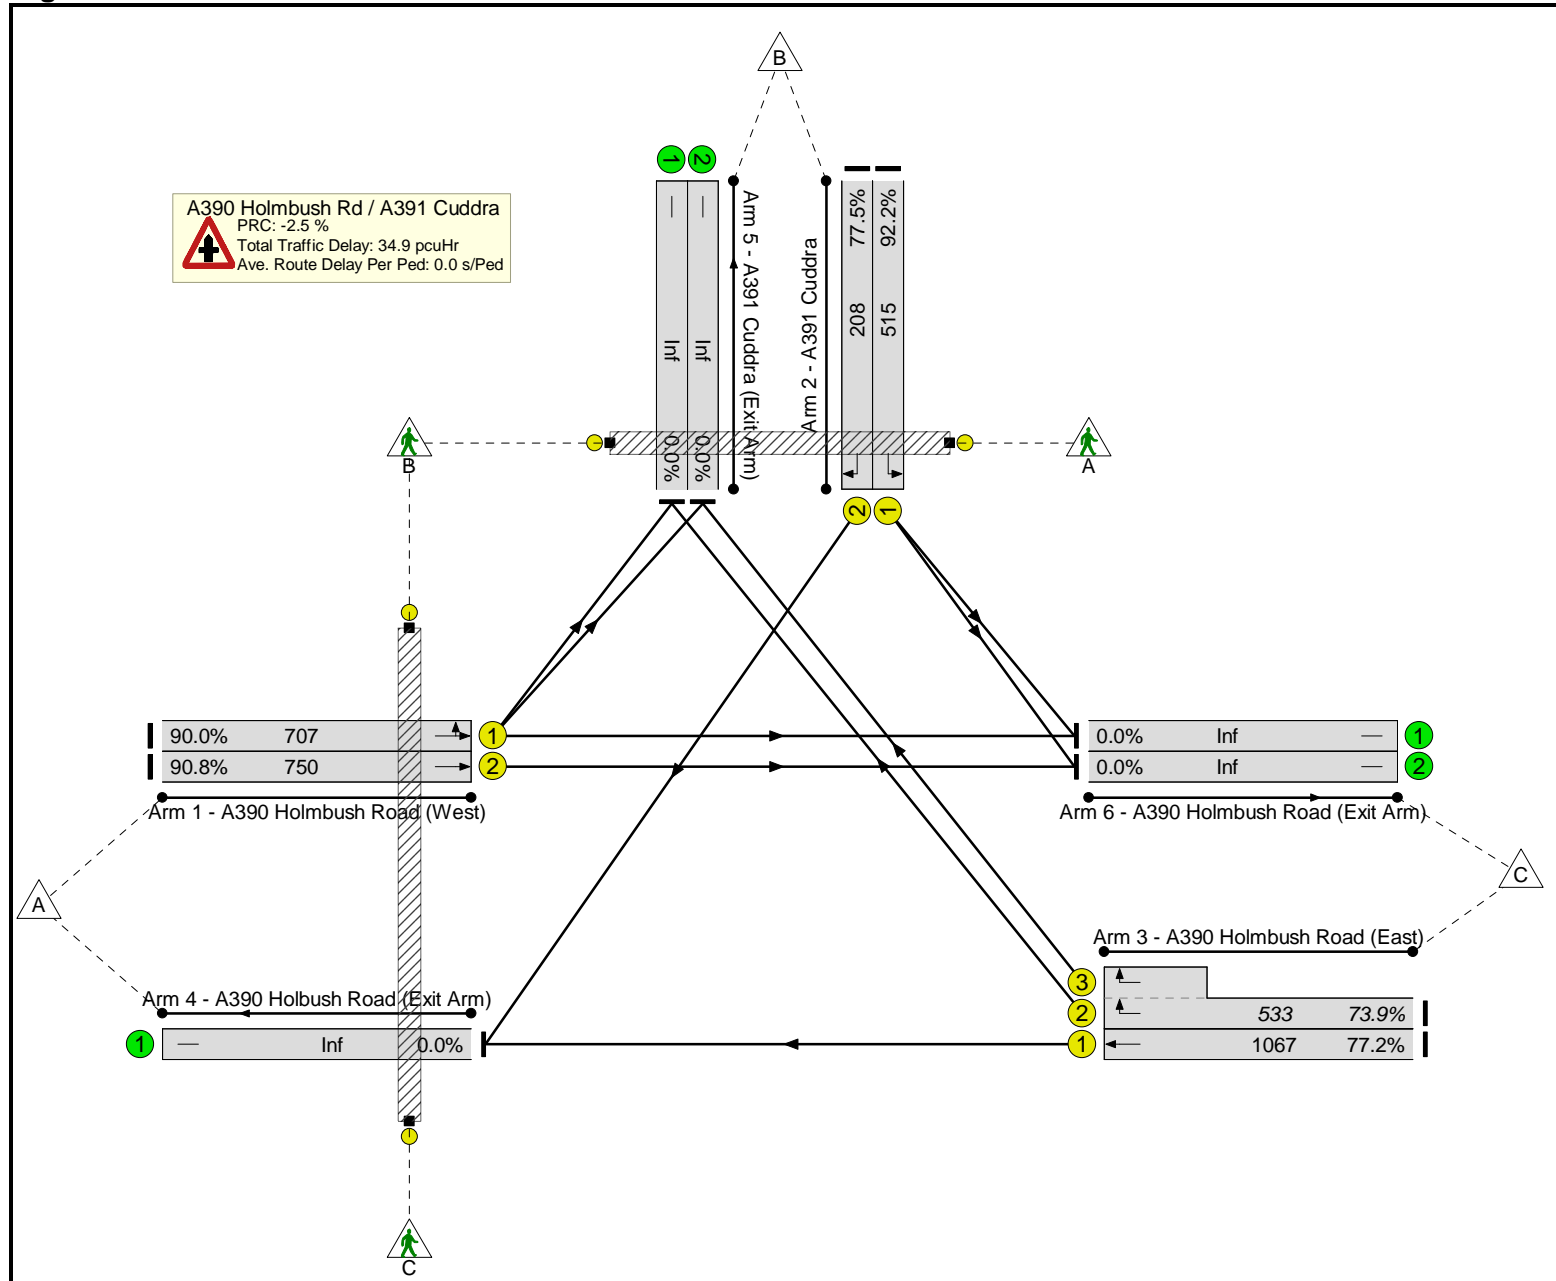 B
A390 Holmbush Rd / A391 Cuddra
PRC: -2.5 %
Total Traffic Delay: 34.9 pcuHr
Ave. Route Delay Per Ped: 0.0 s/Ped
1
2
—
—
Inf
Inf
0.0%
0.0%
Arm 5 - A391 Cuddra (Exit Arm)
Arm 2 - A391 Cuddra
77.5%
92.2%
208
515
2
1
B
A
90.0% 707
1
90.8% 750
2
Arm 1 - A390 Holmbush Road (West)
0.0% Inf —
1
0.0% Inf —
2
Arm 6 - A390 Holmbush Road (Exit Arm)
A
C
Arm 3 - A390 Holmbush Road (East)
3
2
533 73.9%
1
1067 77.2%
Arm 4 - A390 Holbush Road (Exit Arm)
1
— Inf 0.0%
C